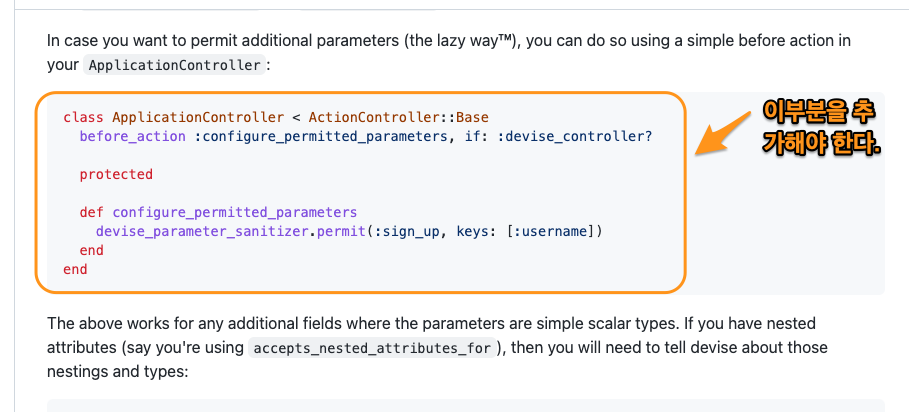 In case you want to permit additional parameters (the lazy way™), you can do so using a simple before action in
your ApplicationController :
class ApplicationController < ActionController::Base
before_action :configure_permitted_parameters, if: :devise_controller?
이부분을 추
가해야 한다.
protected
def configure_permitted_parameters
devise_parameter_sanitizer.permit(:sign_up, keys: [:username])
end
end
The above works for any additional fields where the parameters are simple scalar types. If you have nested
attributes (say you're using accepts_nested_attributes_for ), then you will need to tell devise about those
nestings and types: